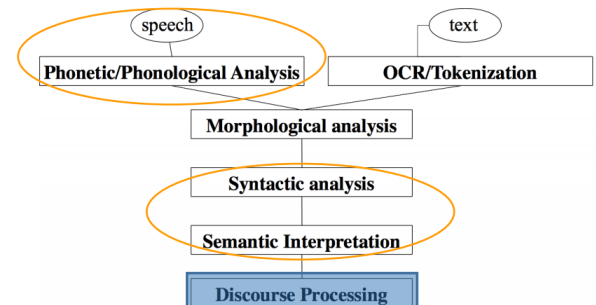 speech
text
Phonetic/Phonological Analysis
OCR/Tokenization
Morphological analysis
Syntactic analysis
Semantic Interpretation
Discourse Processing